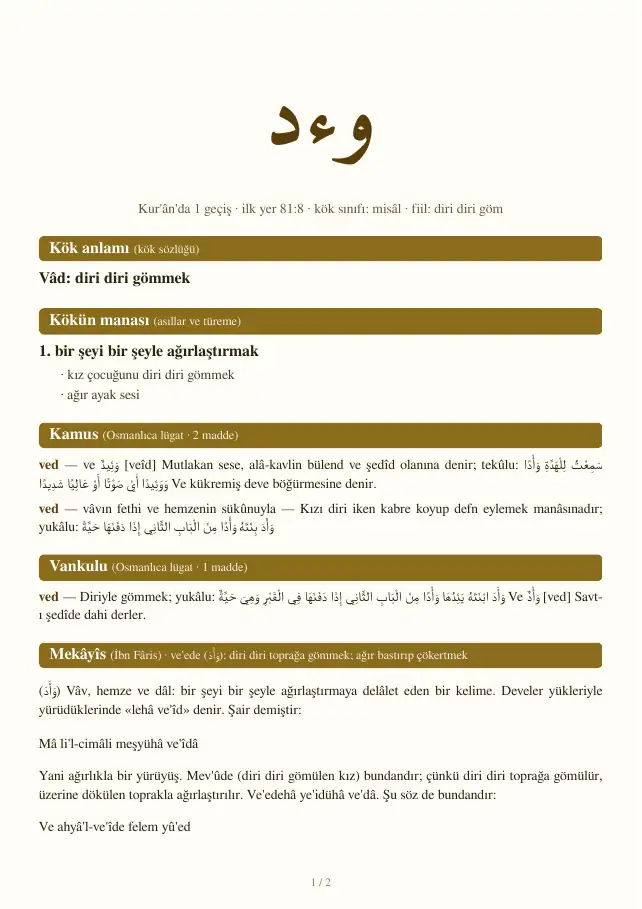 وءد
Kur'ân'da 1 geçiş · ilk yer 81:8 · kök sınıfı: misâl · fiil: diri diri göm
Kök anlamı (kök sözlüğü)
Vâd: diri diri gömmek
Kökün manası (asıllar ve türeme)
1. bir şeyi bir şeyle ağırlaştırmak
· kız çocuğunu diri diri gömmek
· ağır ayak sesi
Kamus (Osmanlıca lügat · 2 madde)
ved — ve وَئِيدٌ [veîd] Mutlakan sese, alâ-kavlin bülend ve şedîd olanına denir; tekûlu: سَمِعْتُ لِلْهَدَّةِ وَأْدًا
وَوَئِيدًا أَيْ صَوْتًا أَوْ عَالِيًا شَدِيدًا Ve kükremiş deve böğürmesine denir.
ved — vâvın fethi ve hemzenin sükûnuyla — Kızı diri iken kabre koyup defn eylemek manâsınadır;
yukâlu: وَأَدَ بِنْتَهُ وَأْدًا مِنَ الْبَابِ الثَّانِي إِذَا دَفَنَهَا حَيَّةً
Vankulu (Osmanlıca lügat · 1 madde)
ved — Diriyle gömmek; yukâlu: وَأَدَ ابْنَتَهُ يَئِدُهَا وَأْدًا مِنَ الْبَابِ الثَّانِي إِذَا دَفَنَهَا فِي الْقَبْرِ وَهِيَ حَيَّةٌ Ve وَأْدٌ [ved] Savt-
ı şedîde dahi derler.
Mekâyîs (İbn Fâris) · ve'ede (وَأَدَ): diri diri toprağa gömmek; ağır bastırıp çökertmek
(وَأَدَ) Vâv, hemze ve dâl: bir şeyi bir şeyle ağırlaştırmaya delâlet eden bir kelime. Develer yükleriyle
yürüdüklerinde «lehâ ve'îd» denir. Şair demiştir:
Mâ li'l-cimâli meşyühâ ve'îdâ
Yani ağırlıkla bir yürüyüş. Mev'ûde (diri diri gömülen kız) bundandır; çünkü diri diri toprağa gömülür,
üzerine dökülen toprakla ağırlaştırılır. Ve'edehâ ye'idühâ ve'dâ. Şu söz de bundandır:
Ve ahyâ'l-ve'îde felem yû'ed
1 / 2